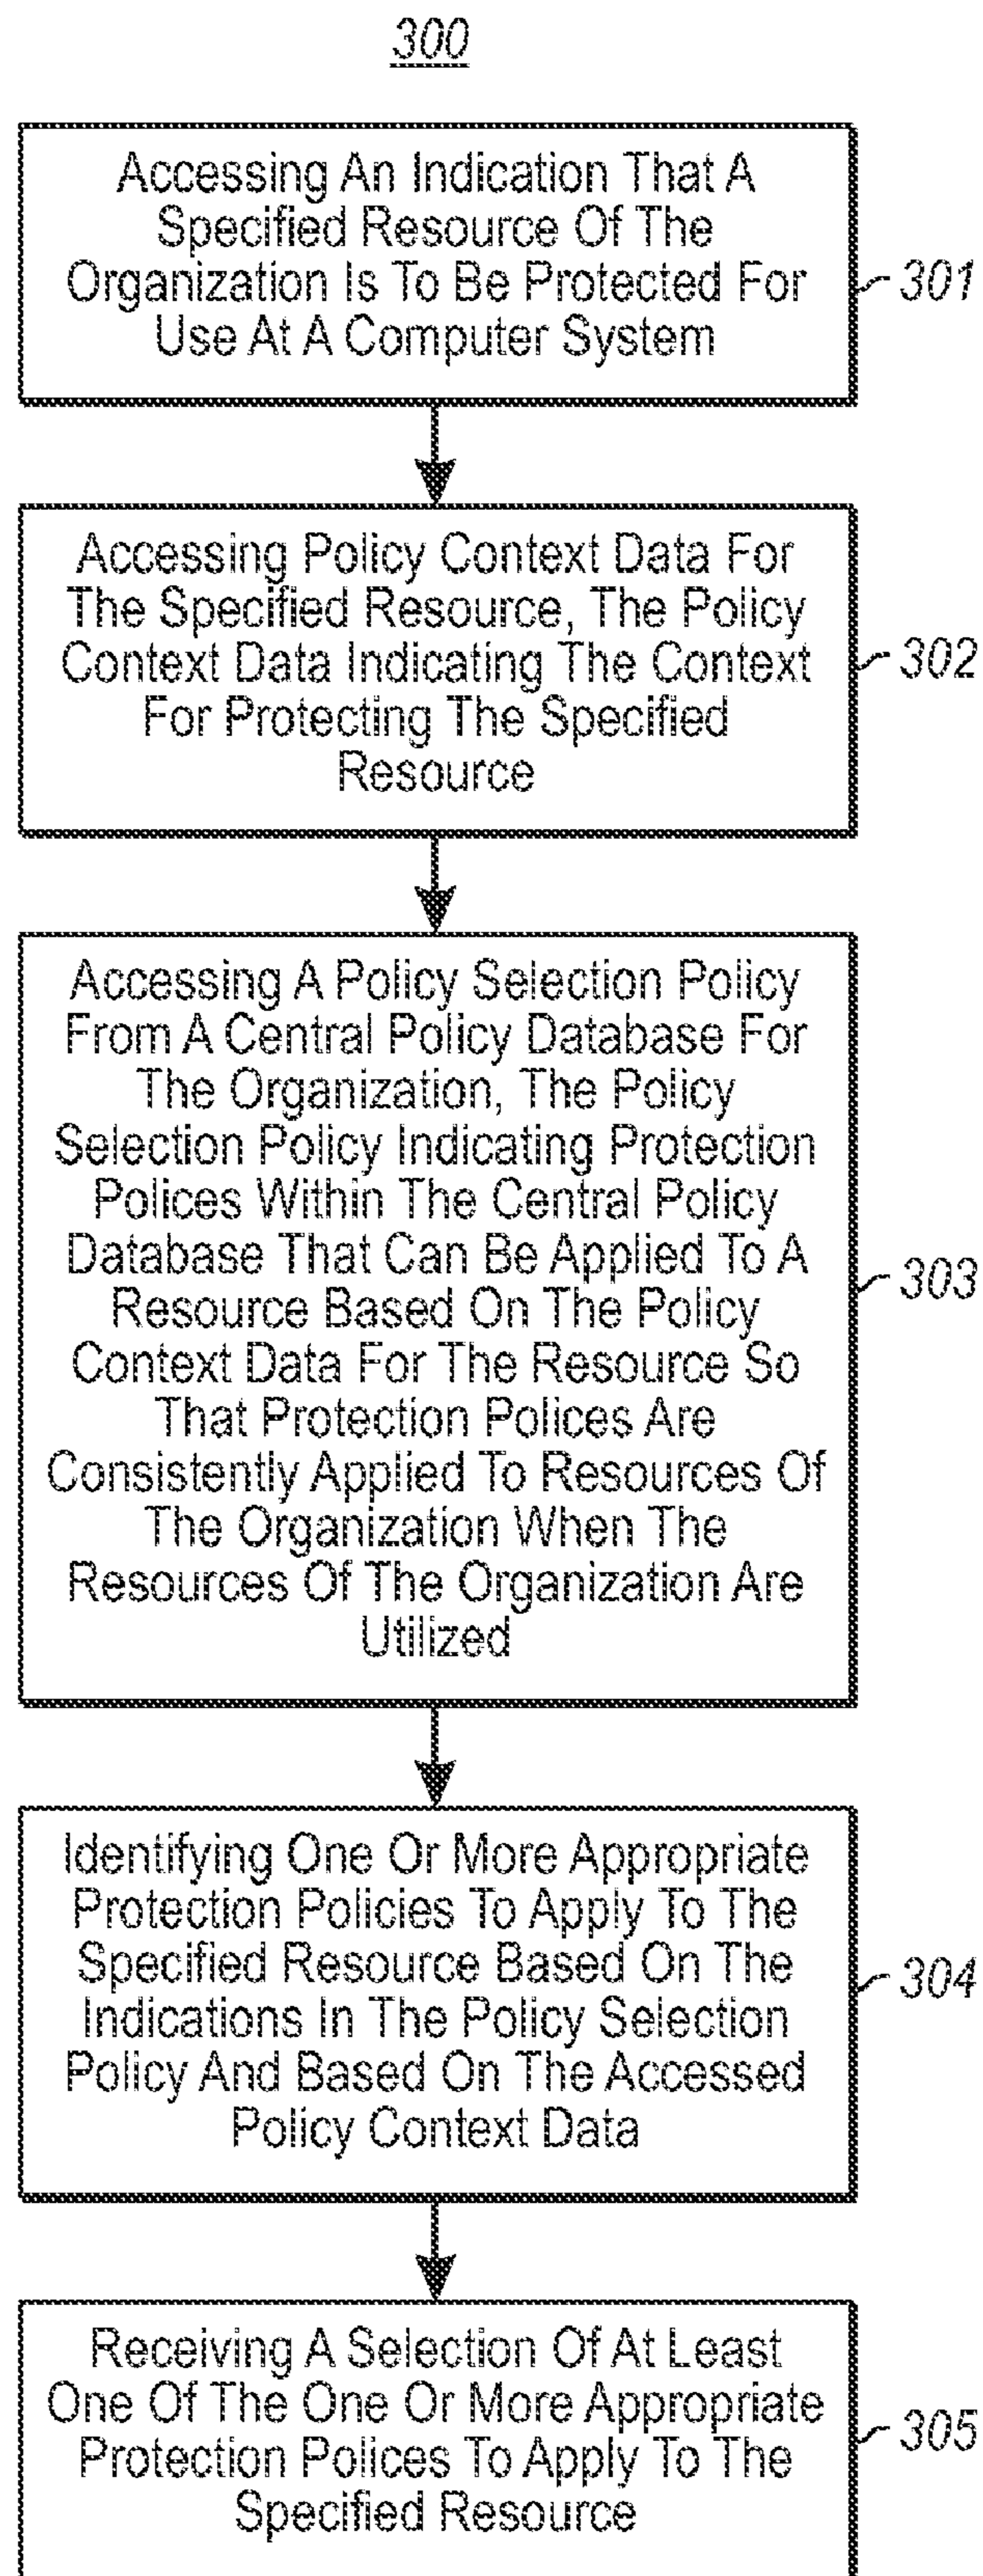 300
Accessing An Indication That A
Specified Resource Of The
Organization Is To Be Protected For
Use At A Computer System
301
Accessing Policy Context Data For
The Specified Resource, The Policy
Context Data Indicating The Context
For Protecting The Specified
Resource
302
Accessing A Policy Selection Policy
From A Central Policy Database For
The Organization, The Policy
Selection Policy Indicating Protection
Polices Within The Central Policy
Database That Can Be Applied To A
Resource Based On The Policy
Context Data For The Resource So
That Protection Polices Are
Consistently Applied To Resources Of
The Organization When The
Resources Of The Organization Are
Utilized
303
Identifying One Or More Appropriate
Protection Policies To Apply To The
Specified Resource Based On The
Indications In The Policy Selection
Policy And Based On The Accessed
Policy Context Data
304
Receiving A Selection Of At Least
One Of The One Or More Appropriate
Protection Polices To Apply To The
Specified Resource
305